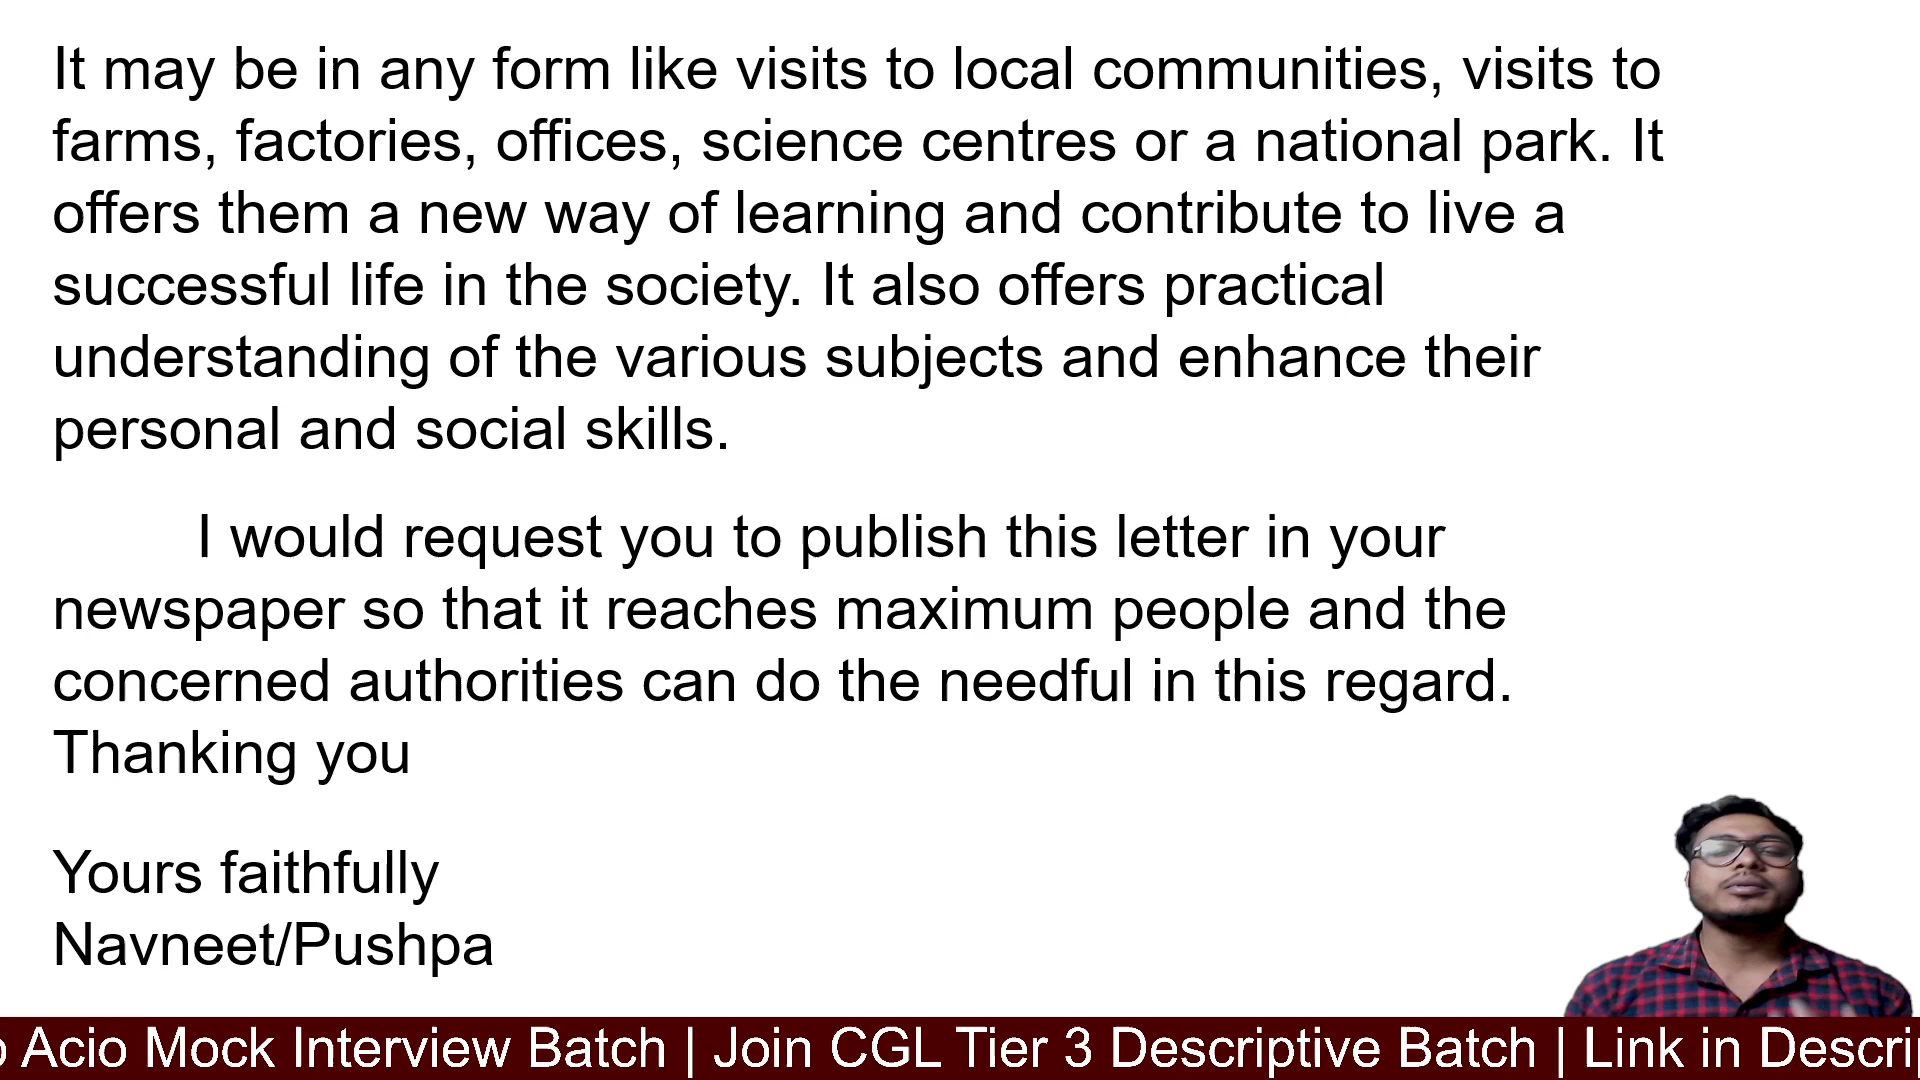 It may be in any form like visits to local communities, visits to
farms, factories, offices, science centres or a national park. It
offers them a new way of learning and contribute to live a
successful life in the society. It also offers practical
understanding of the various subjects and enhance their
personal and social skills.
I would request you to publish this letter in your
newspaper so that it reaches maximum people and the
concerned authorities can do the needful in this regard.
Thanking you
Yours faithfully
Navneet/Pushpa
Acio Mock Interview Batch | Join CGL Tier 3 Descriptive Batch | Link in